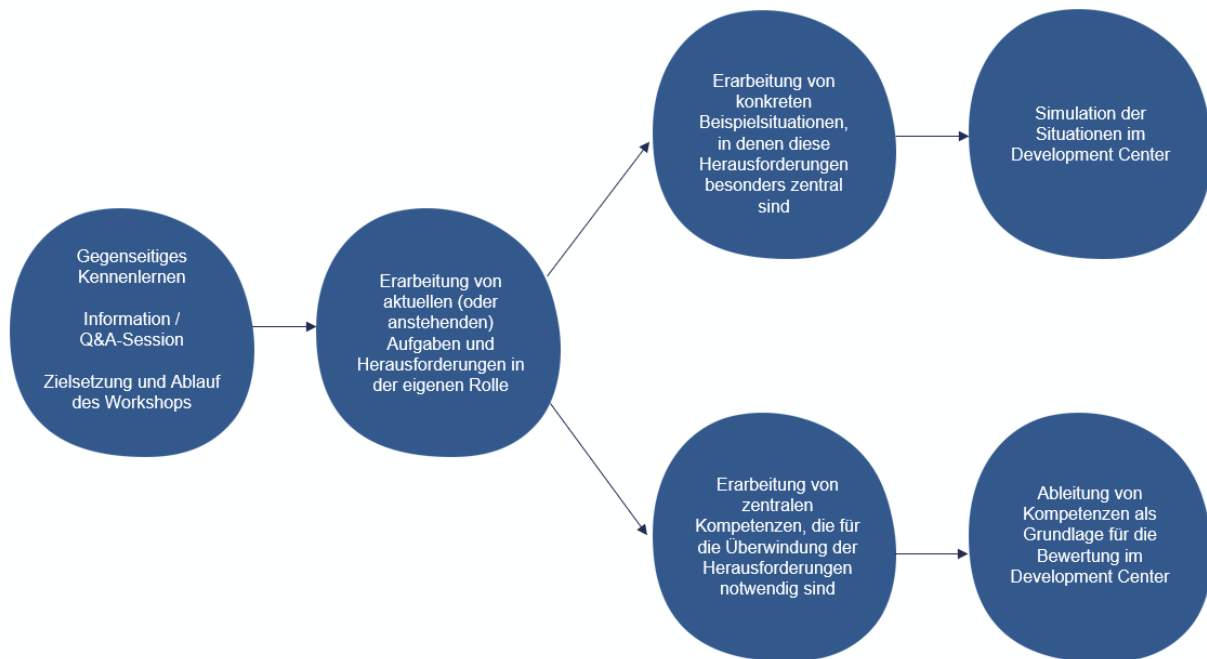 Gegenseitiges
Kennenlernen
Information /
Q&A-Session
Zielsetzung und Ablauf
des Workshops
Erarbeitung von
aktuellen (oder
anstehenden)
Aufgaben und
Herausforderungen in
der eigenen Rolle
Erarbeitung von
konkreten
Beispielsituationen,
in denen diese
Herausforderungen
besonders zentral
sind
Simulation der
Situationen im
Development Center
Erarbeitung von
zentralen
Kompetenzen, die für
die Überwindung der
Herausforderungen
notwendig sind
Ableitung von
Kompetenzen als
Grundlage für die
Bewertung im
Development Center